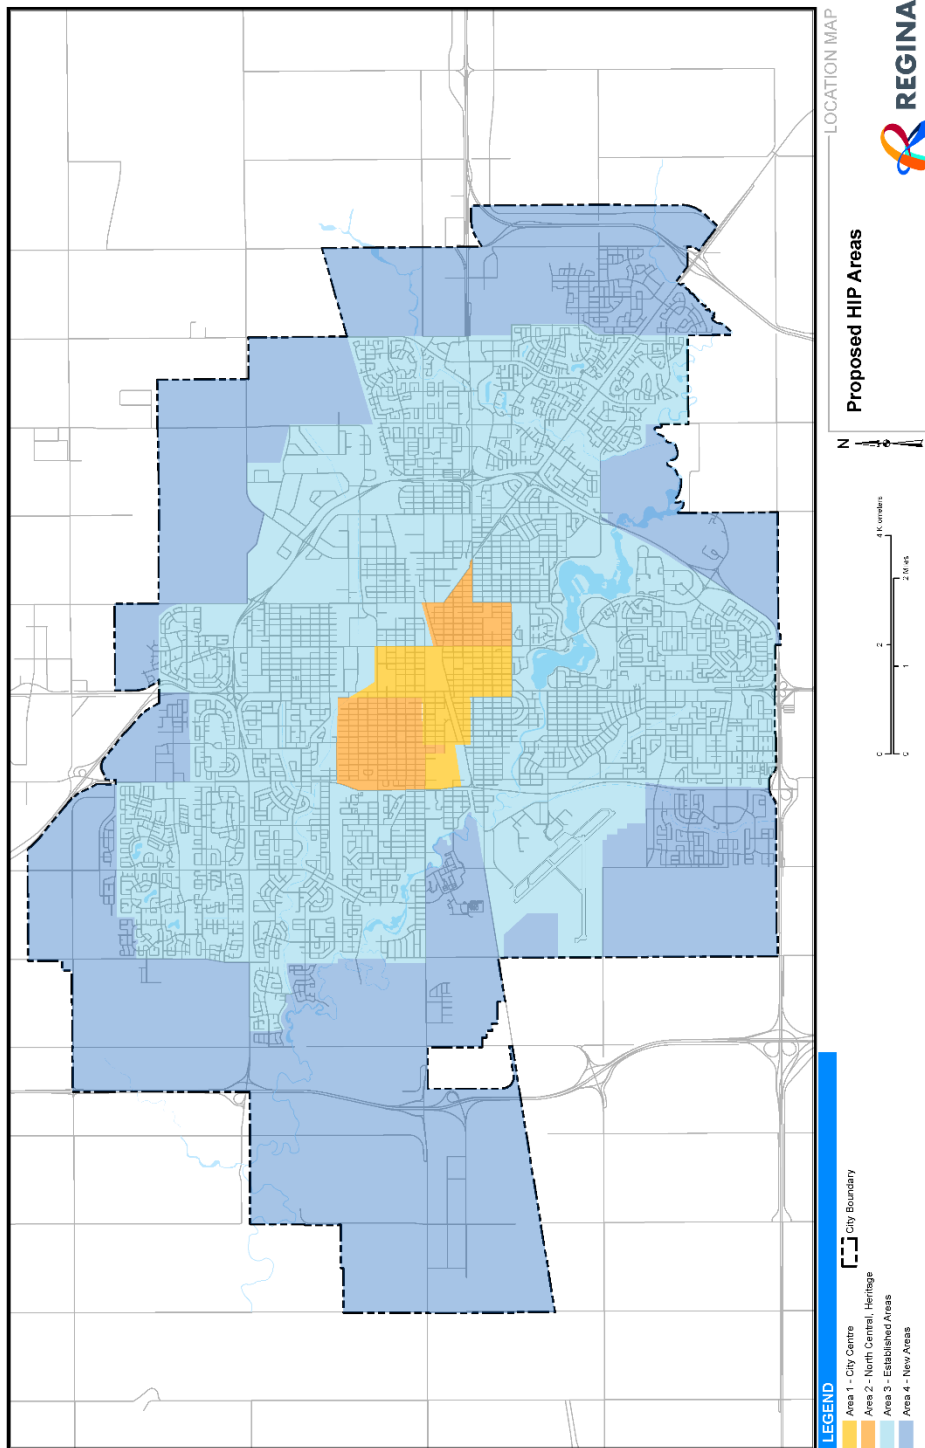 LOCATION MAP
REGINA
Proposed HIP Areas
N
0
1
2
4 Kilometers
0
1
2 Miles
LEGEND
Area 1 - City Centre
Area 2 - North Central, Heritage
Area 3 - Established Areas
Area 4 - New Areas
City Boundary